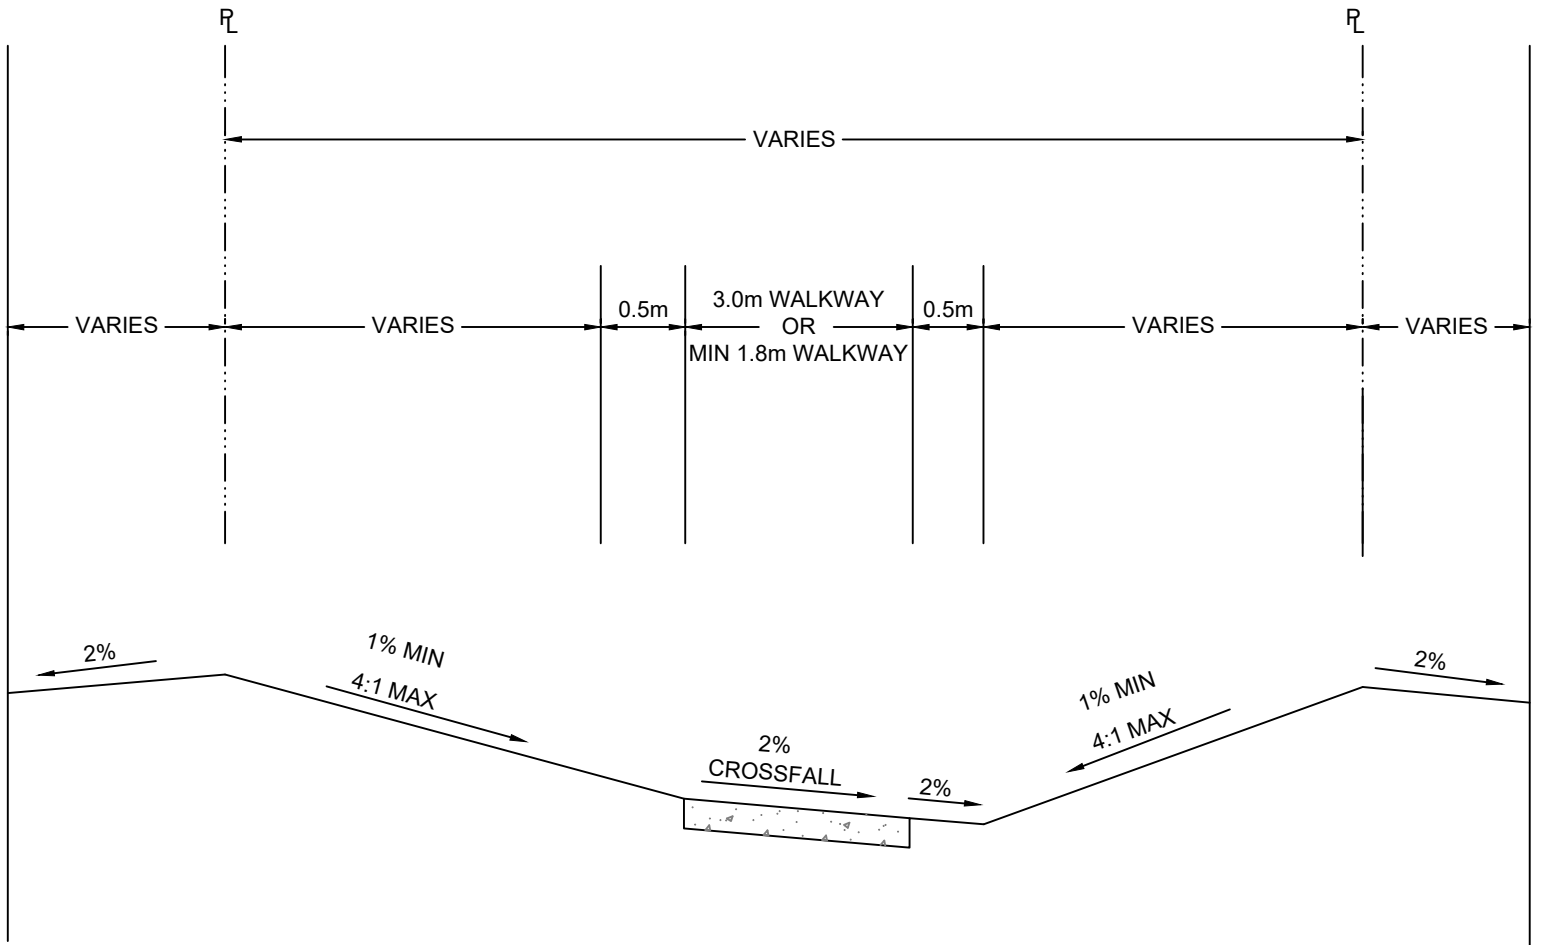 PL
PL
VARIES
VARIES
VARIES
0.5m
3.0m WALKWAY
OR
MIN 1.8m WALKWAY
0.5m
VARIES
VARIES
2%
1% MIN
4:1 MAX
2%
CROSSFALL
2%
1% MIN
4:1 MAX
2%